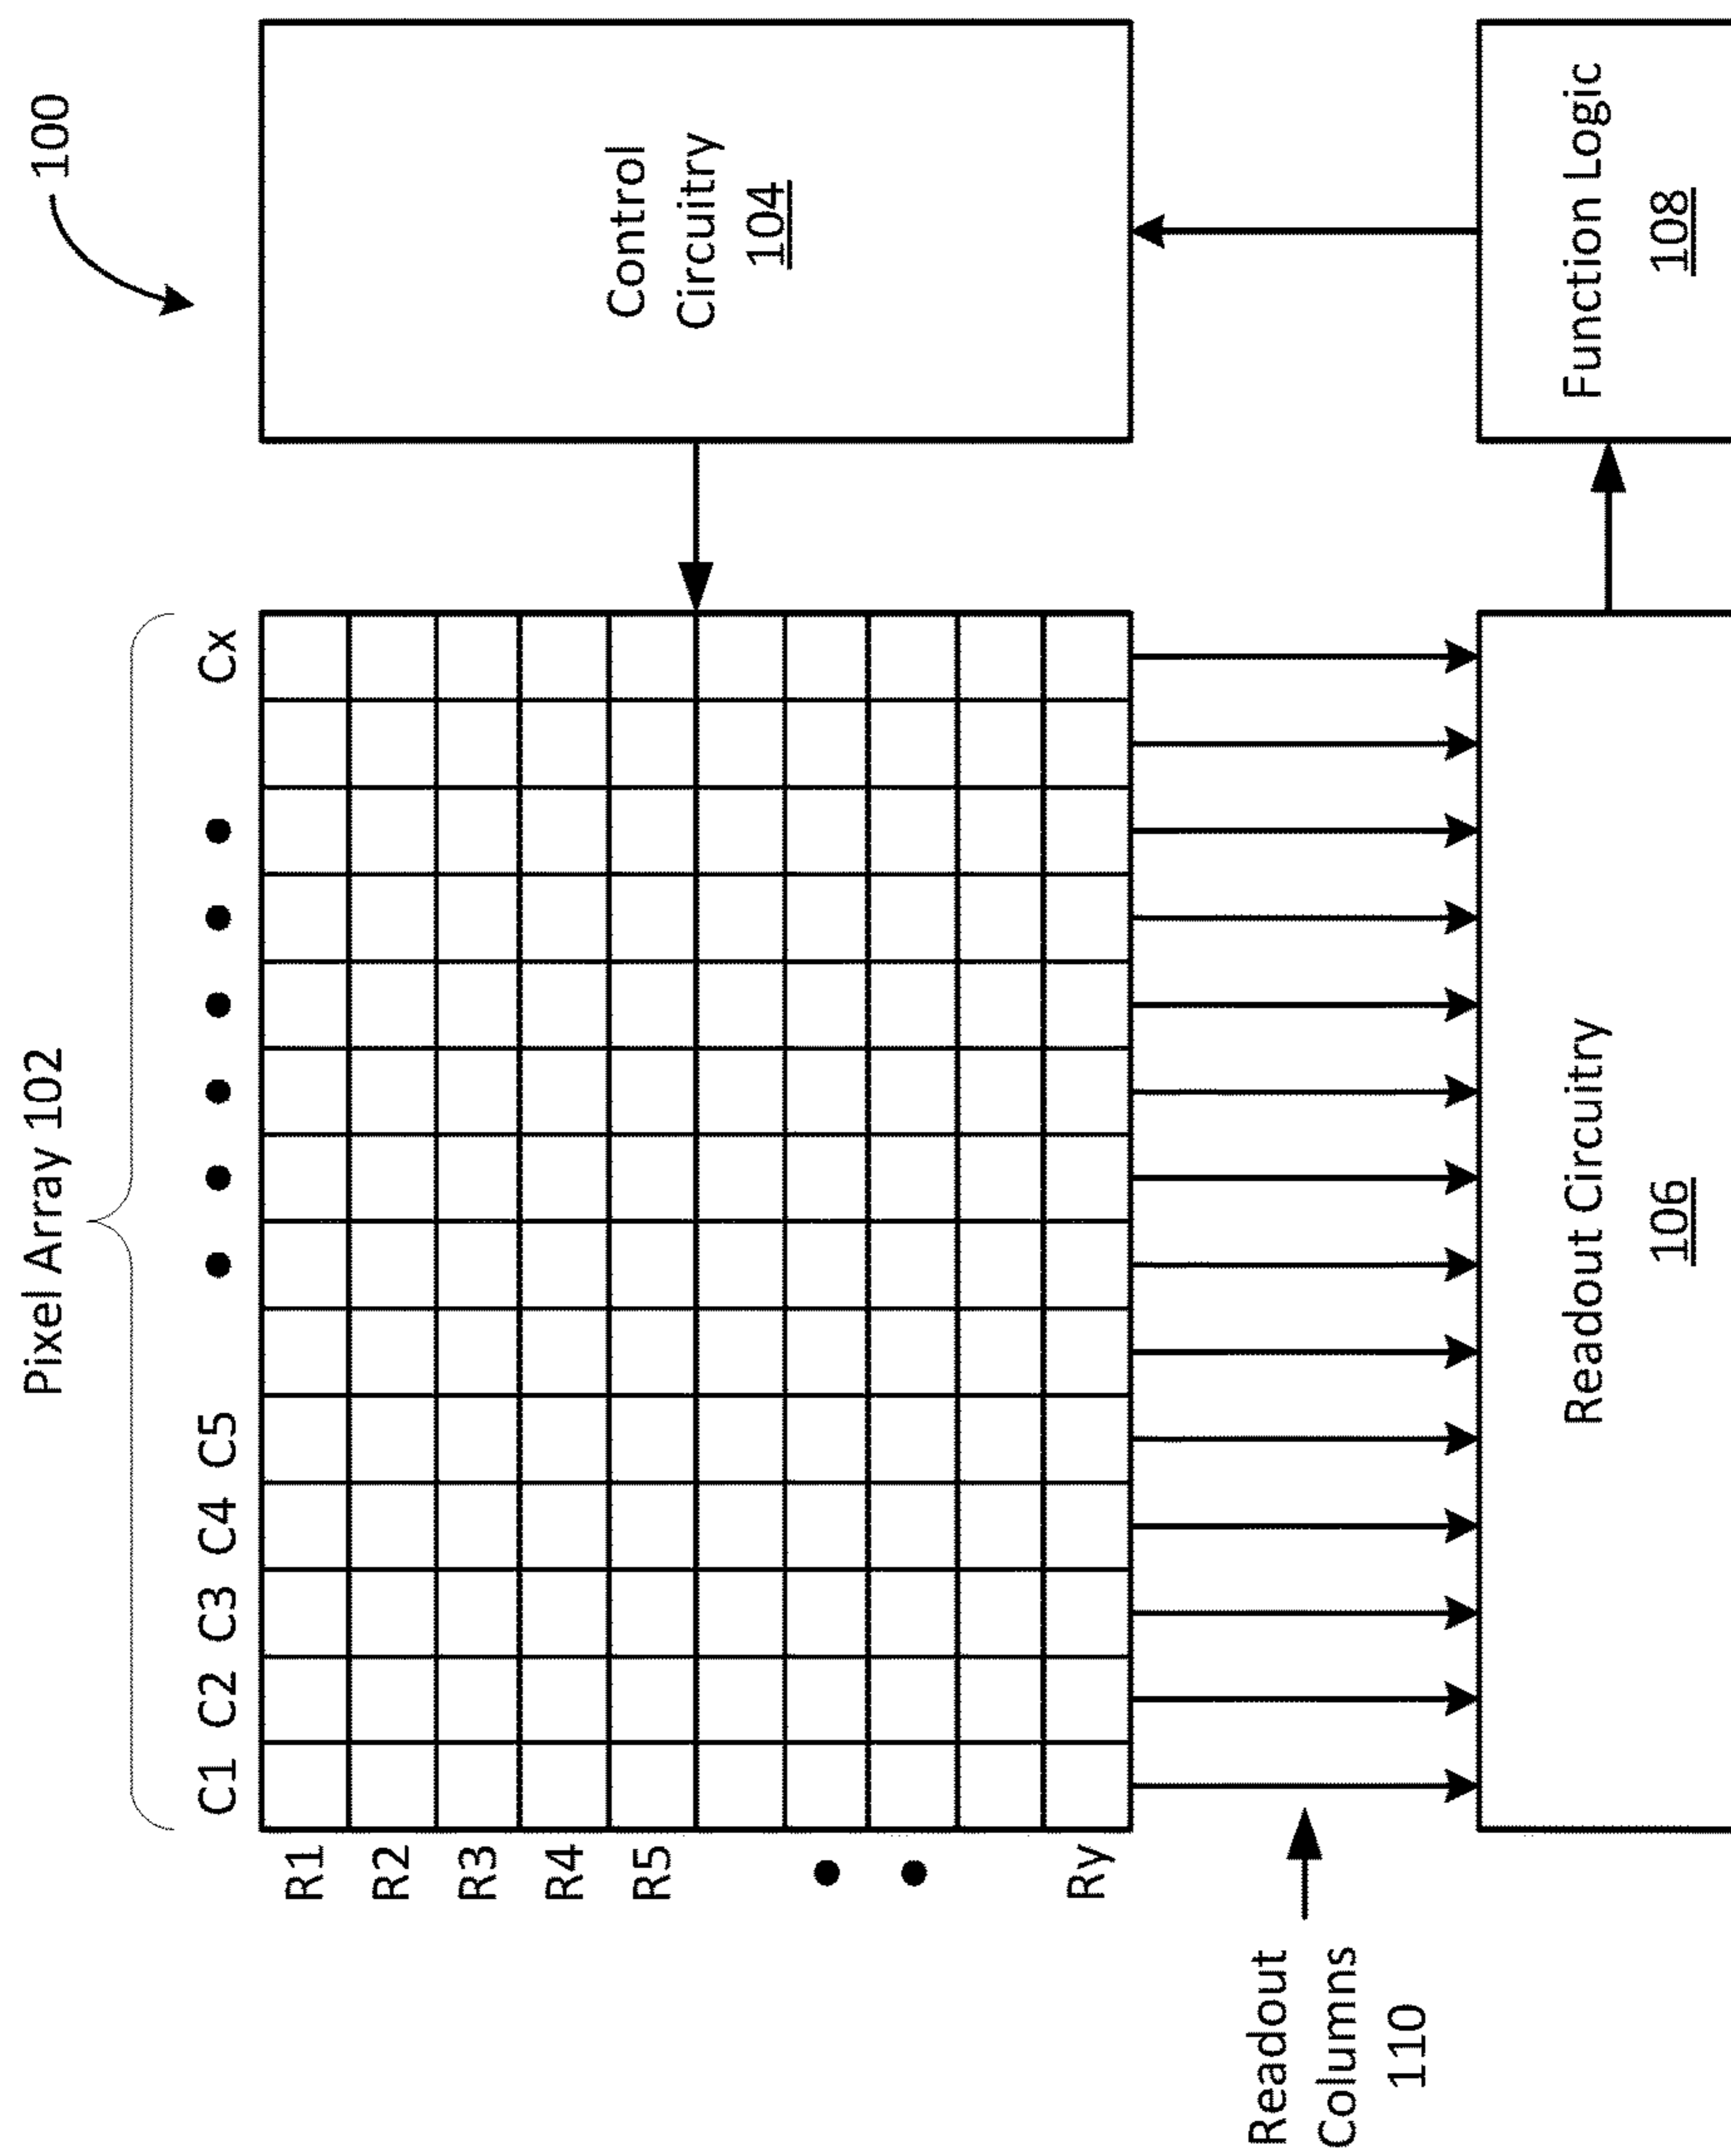 100
Pixel Array 102
C1 C2 C3 C4 C5 ● ● ● ● ● ● Cx
R1
R2
R3
R4
R5
●
●
Ry
Control
Circuitry
104
Readout
Columns
110
Readout Circuitry
106
Function Logic
108